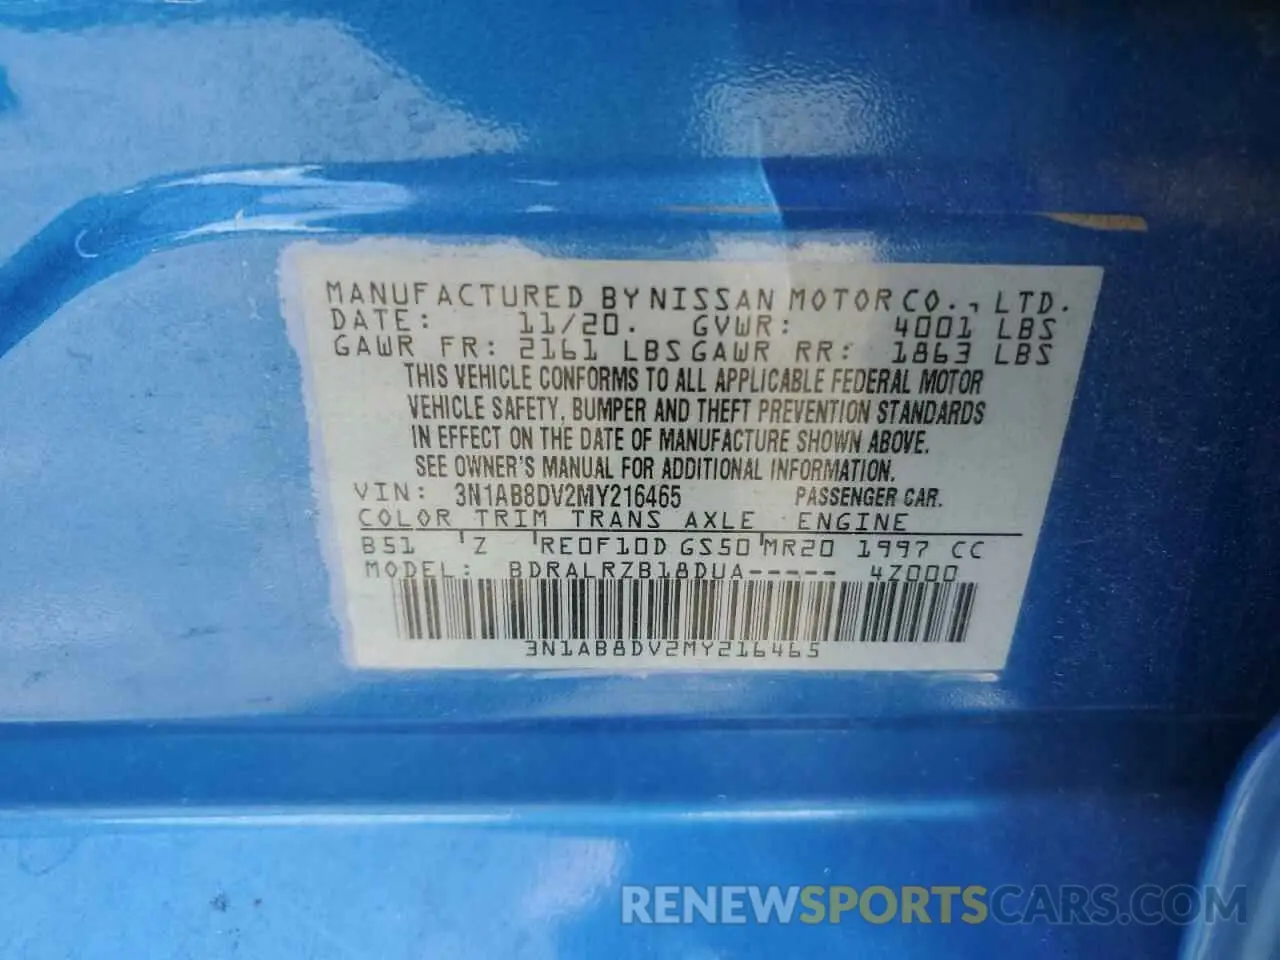 MANUFACTURED BY NISSAN MOTOR CO., LTD.
DATE: 11/20. GVWR: 4001 LBS
GAWR FR: 2161 LBS GAWR RR: 1863 LBS
THIS VEHICLE CONFORMS TO ALL APPLICABLE FEDERAL MOTOR
VEHICLE SAFETY, BUMPER AND THEFT PREVENTION STANDARDS
IN EFFECT ON THE DATE OF MANUFACTURE SHOWN ABOVE.
SEE OWNER'S MANUAL FOR ADDITIONAL INFORMATION.
VIN: 3N1AB8DV2MY216465 PASSENGER CAR.
COLOR TRIM TRANS AXLE ENGINE
B51 'Z 'RE0F10D GS50'MR20 1997 CC
MODEL: BDRALRZB18DUA----- 4Z000
3N1AB8DV2MY216465
RENEWSPORTSCARS.COM